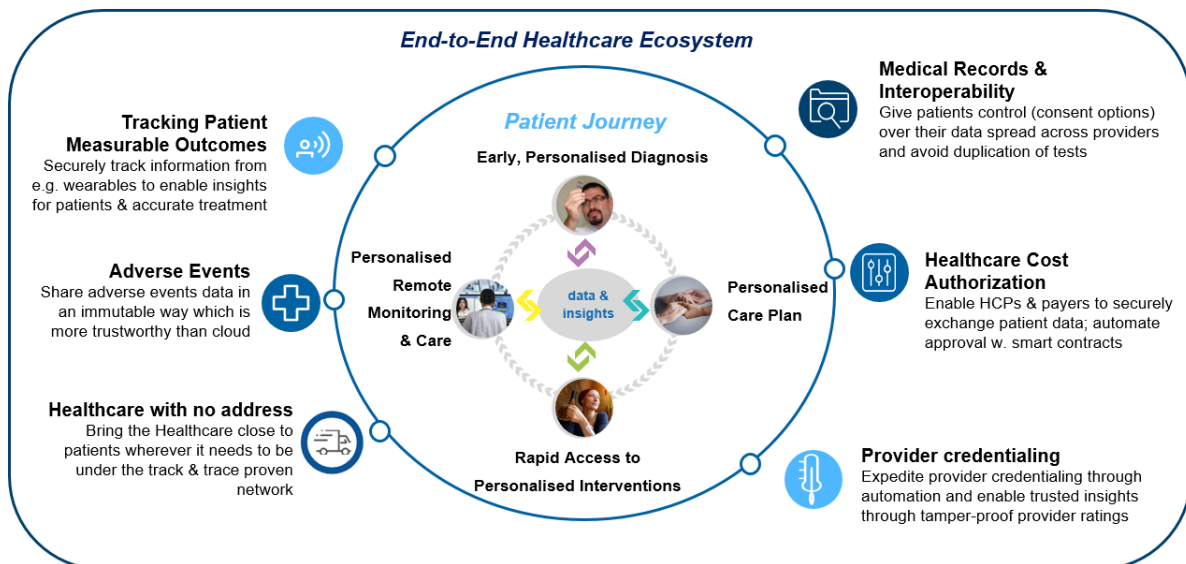 End-to-End Healthcare Ecosystem
Patient Journey
Early, Personalised Diagnosis
Personalised
Remote
Monitoring
& Care
data &
insights
Personalised
Care Plan
Rapid Access to
Personalised Interventions
Tracking Patient
Measurable Outcomes
Securely track information from
e.g. wearables to enable insights
for patients & accurate treatment
Adverse Events
Share adverse events data in
an immutable way which is
more trustworthy than cloud
Healthcare with no address
Bring the Healthcare close to
patients wherever it needs to be
under the track & trace proven
network
Medical Records &
Interoperability
Give patients control (consent options)
over their data spread across providers
and avoid duplication of tests
Healthcare Cost
Authorization
Enable HCPs & payers to securely
exchange patient data; automate
approval w. smart contracts
Provider credentialing
Expedite provider credentialing through
automation and enable trusted insights
through tamper-proof provider ratings